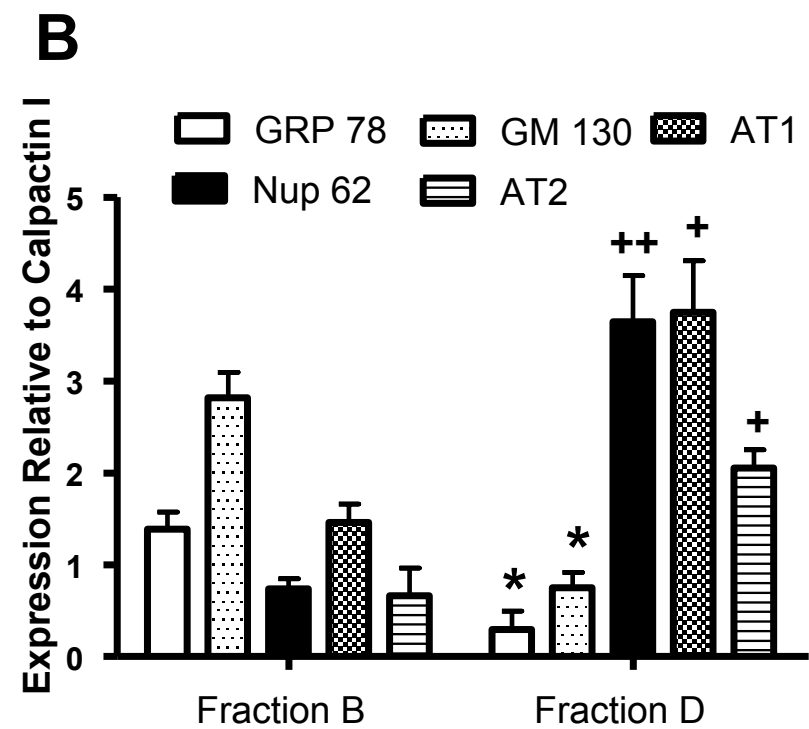 B
GRP 78 GM 130 AT1
Nup 62 AT2
Expression Relative to Calpactin I
5
4
3
2
1
0
++ +
+
*
*
Fraction B Fraction D